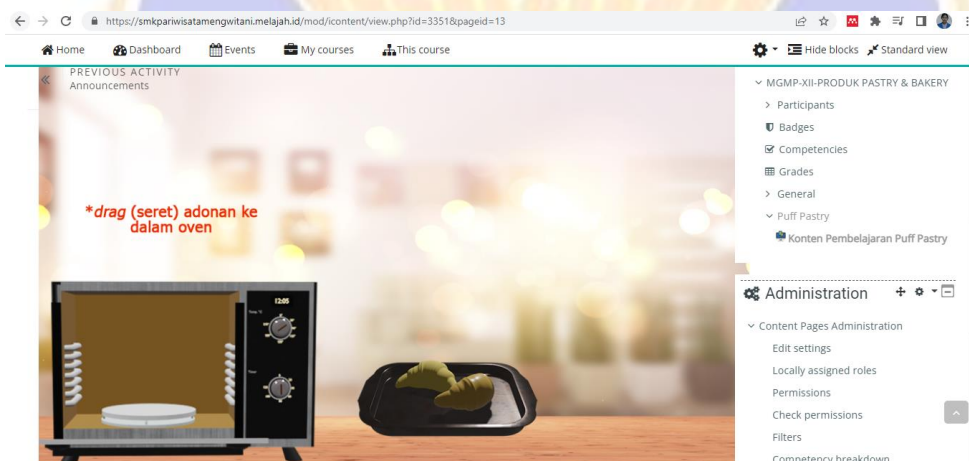 https://smkpariwisatamengwitani.melajah.id/mod/icontent/view.php?id=3351&pageid=13
Home Dashboard Events My courses This course Hide blocks Standard view
PREVIOUS ACTIVITY
Announcements
*drag (seret) adonan ke
dalam oven
12:05
MGMP-XII-PRODUK PASTRY & BAKERY
Participants
Badges
Competencies
Grades
General
Puff Pastry
Konten Pembelajaran Puff Pastry
Administration
Content Pages Administration
Edit settings
Locally assigned roles
Permissions
Check permissions
Filters
Competency breakdown